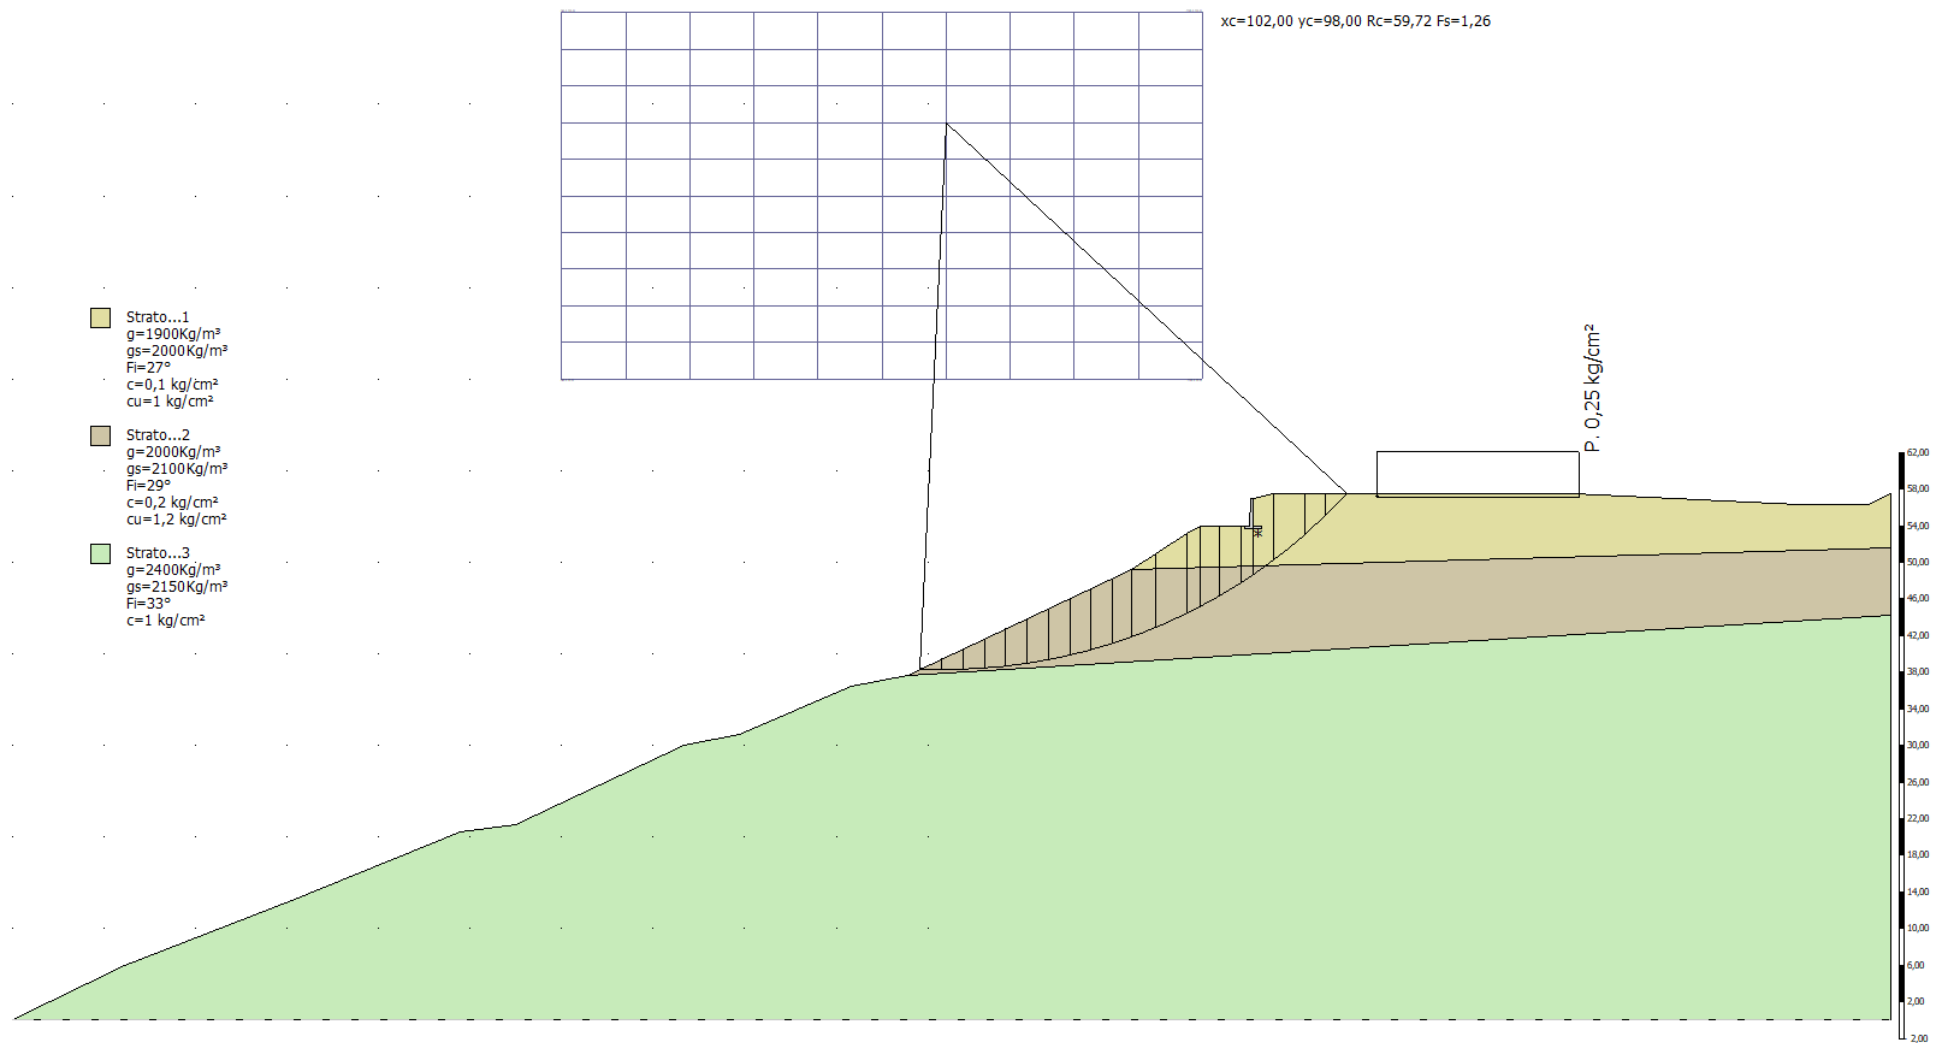 xc=102,00 yc=98,00 Rc=59,72 Fs=1,26
Strato...1
g=1900Kg/m³
gs=2000Kg/m³
Fi=27°
c=0,1 kg/cm²
cu=1 kg/cm²
Strato...2
g=2000Kg/m³
gs=2100Kg/m³
Fi=29°
c=0,2 kg/cm²
cu=1,2 kg/cm²
Strato...3
g=2400Kg/m³
gs=2150Kg/m³
Fi=33°
c=1 kg/cm²
P. 0,25 kg/cm²
62,00
58,00
54,00
50,00
46,00
42,00
38,00
34,00
30,00
26,00
22,00
18,00
14,00
10,00
6,00
2,00
2,00